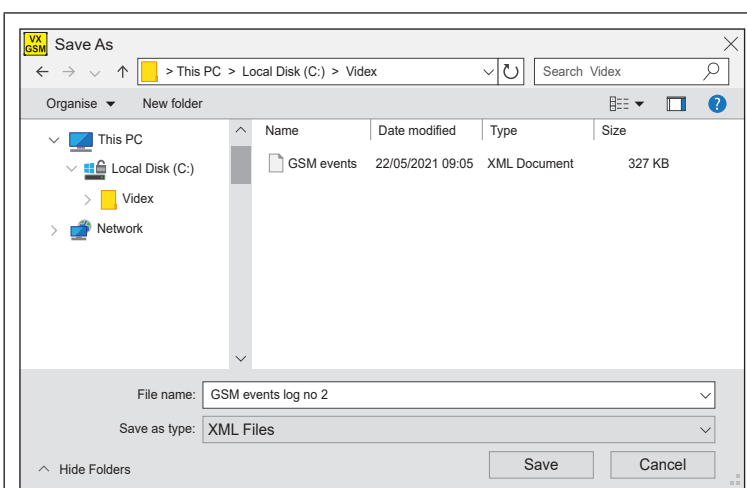 VX
GSM
Save As
> This PC > Local Disk (C:) > Videx
Search Videx
Organise New folder
This PC
Local Disk (C:)
Videx
Network
Name Date modified Type Size
GSM events 22/05/2021 09:05 XML Document 327 KB
File name: GSM events log no 2
Save as type: XML Files
Hide Folders
Save Cancel